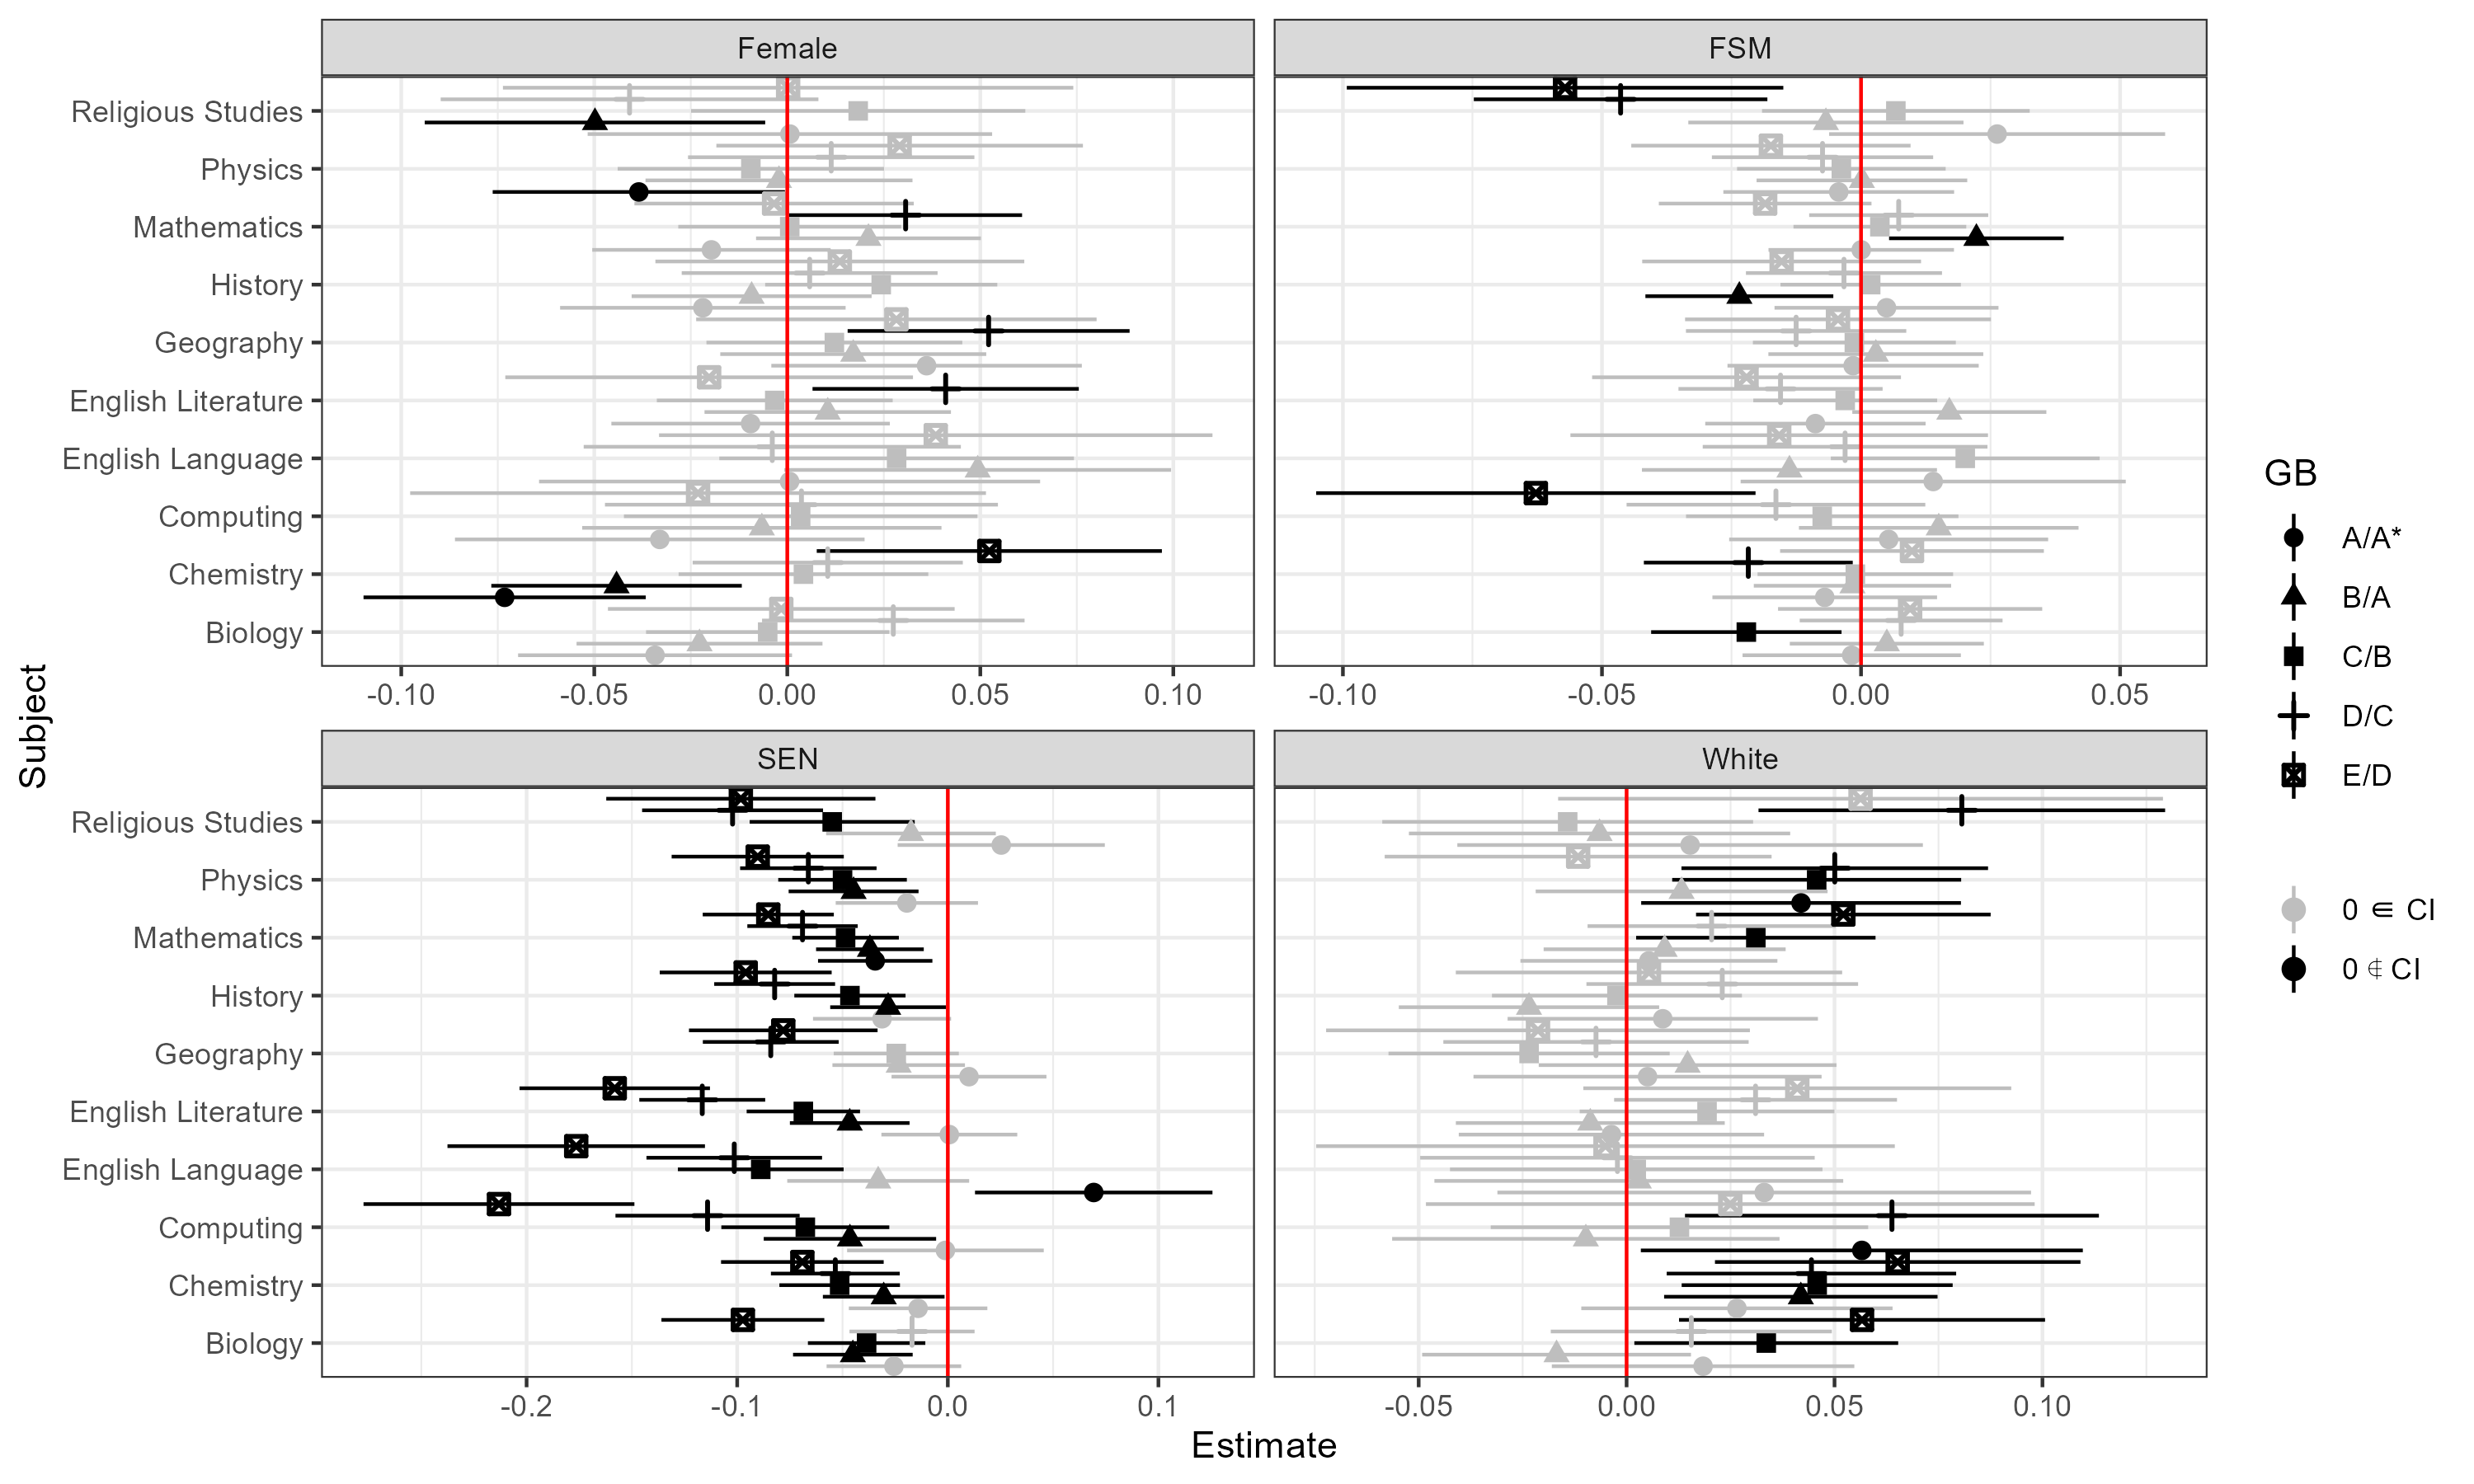 Female
FSM
Religious Studies
Physics
Mathematics
History
Geography
English Literature
English Language
Computing
Chemistry
Biology
-0.10 -0.05 0.00 0.05 0.10
-0.10 -0.05 0.00 0.05
SEN
White
Religious Studies
Physics
Mathematics
History
Geography
English Literature
English Language
Computing
Chemistry
Biology
-0.2 -0.1 0.0 0.1
-0.05 0.00 0.05 0.10
Subject
Estimate
GB
A/A*
B/A
C/B
D/C
E/D
0 ∈ CI
0 ∉ CI